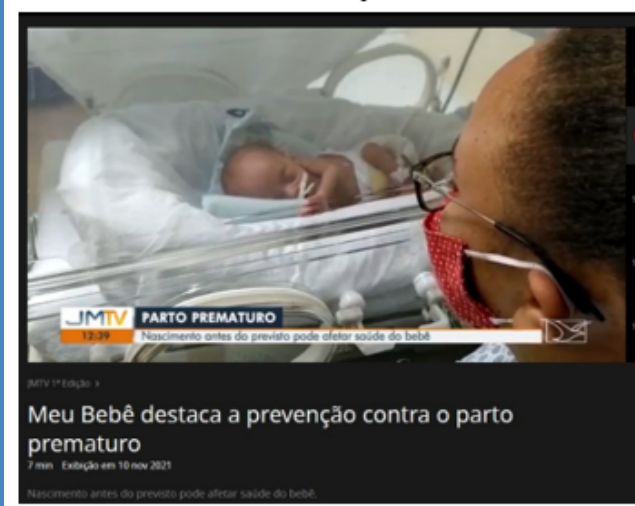 JMTV PARTO PREMATURO
12:39 Nascimento antes do previsto pode afetar saúde do bebê
JMTV 1ª Edição >
Meu Bebê destaca a prevenção contra o parto
prematuro
7 min Exibição em 10 nov 2021
Nascimento antes do previsto pode afetar saúde do bebê.